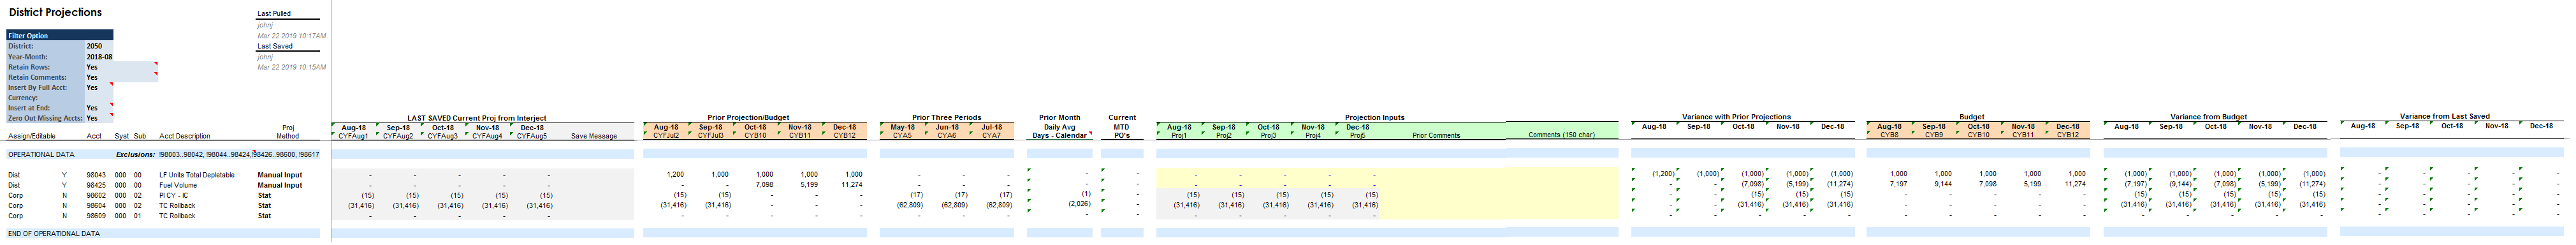 District Projections
Last Pulled
johnj
Mar 22 2019 10:17AM
Last Saved
johnj
Mar 22 2019 10:15AM
Filter Option
District: 2050
Year-Month: 2018-08
Retain Rows: Yes
Retain Comments: Yes
Insert By Full Acct: Yes
Currency:
Insert at End: Yes
Zero Out Missing Accts: Yes
LAST SAVED Current Proj from Interject Prior Projection/Budget Prior Three Periods Prior Month Current Projection Inputs Variance with Prior Projections Budget Variance from Budget Variance from Last Saved
Proj Aug-18 Sep-18 Oct-18 Nov-18 Dec-18 Aug-18 Sep-18 Oct-18 Nov-18 Dec-18 May-18 Jun-18 Jul-18 Daily Avg MTD Aug-18 Sep-18 Oct-18 Nov-18 Dec-18 Aug-18 Sep-18 Oct-18 Nov-18 Dec-18 Aug-18 Sep-18 Oct-18 Nov-18 Dec-18 Aug-18 Sep-18 Oct-18 Nov-18 Dec-18 Aug-18 Sep-18 Oct-18 Nov-18 Dec-18
Assign/Editable Acct Syst Sub Acct Description Method CYFAug1 CYFAug2 CYFAug3 CYFAug4 CYFAug5 Save Message CYFJul2 CYFJul3 CYB10 CYB11 CYB12 CYA5 CYA6 CYA7 Days - Calendar PO's Proj1 Proj2 Proj3 Proj4 Proj5 Prior Comments Comments (150 char) CYB8 CYB9 CYB10 CYB11 CYB12
OPERATIONAL DATA Exclusions: !98003..98042, !98044..98424,!98426..98600, !98617
Dist Y 98043 000 00 LF Units Total Depletable Manual Input - - - - - 1,200 1,000 1,000 1,000 1,000 - - - - - - - - - - (1,200) (1,000) (1,000) (1,000) (1,000) 1,000 1,000 1,000 1,000 1,000 (1,000) (1,000) (1,000) (1,000) (1,000) - - - - -
Dist Y 98425 000 00 Fuel Volume Manual Input - - - - - - - 7,098 5,199 11,274 - - - - - - - - - - - - (7,098) (5,199) (11,274) 7,197 9,144 7,098 5,199 11,274 (7,197) (9,144) (7,098) (5,199) (11,274) - - - - -
Corp N 98602 000 02 PI CY - IC Stat (15) (15) (15) (15) (15) (15) (15) - - - (17) (17) (17) (1) - (15) (15) (15) (15) (15) - - (15) (15) (15) - - - - - (15) (15) (15) (15) (15) - - - - -
Corp N 98604 000 02 TC Rollback Stat (31,416) (31,416) (31,416) (31,416) (31,416) (31,416) (31,416) - - - (62,809) (62,809) (62,809) (2,026) - (31,416) (31,416) (31,416) (31,416) (31,416) - - (31,416) (31,416) (31,416) - - - - - (31,416) (31,416) (31,416) (31,416) (31,416) - - - - -
Corp N 98609 000 01 TC Rollback Stat - - - - - - - - - - - - - - - - - - - - - - - - - - - - - - - - - - - - - - - -
END OF OPERATIONAL DATA